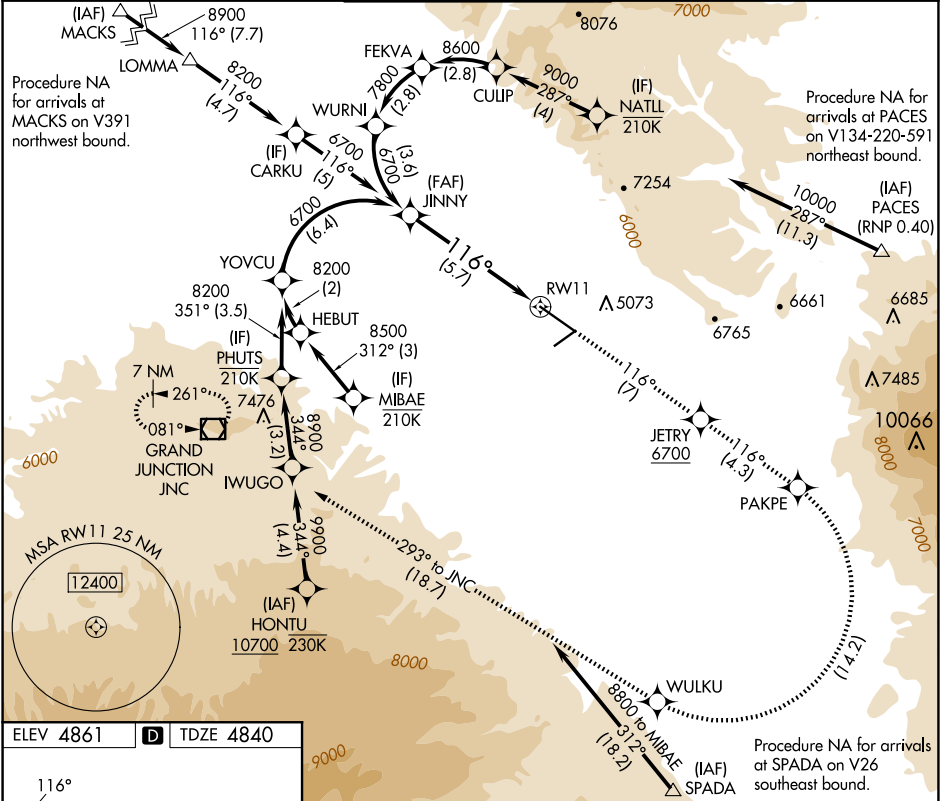 (IAF)
MACKS
8900
116° (7.7)
LOMMA
8200
116°
(4.7)
Procedure NA
for arrivals at
MACKS on V391
northwest bound.
(IF)
CARKU
6700
116°
(5)
FEKVA
8600
(2.8)
CULIP
7800
(2.8)
WURNI
6700
(3.6)
9000
287°
(4)
(IF)
NATLL
210K
8076
7000
Procedure NA for
arrivals at PACES
on V134-220-591
northeast bound.
7254
6000
10000
287°
(11.3)
(IAF)
PACES
(RNP 0.40)
(FAF)
JINNY
6700
(6.4)
116°
(5.7)
YOVCU
8200
(2)
8200
351° (3.5)
HEBUT
8500
312° (3)
(IF)
PHUTS
210K
(IF)
MIBAE
210K
RW11
5073
6765
6661
6685
7485
10066
8000
7000
7 NM
261°
081°
GRAND
JUNCTION
JNC
7476
8900
344°
(3.2)
IWUGO
6000
9900
344°
(4.4)
(IAF)
HONTU
10700 230K
116°
(7)
JETRY
6700
116°
(4.3)
PAKPE
(14.2)
293° to JNC
(18.7)
WULKU
8800 to MIBAE
312°
(18.2)
(IAF)
SPADA
Procedure NA for arrivals
at SPADA on V26
southeast bound.
MSA RW11 25 NM
12400
8000
9000
ELEV 4861 D TDZE 4840
116°